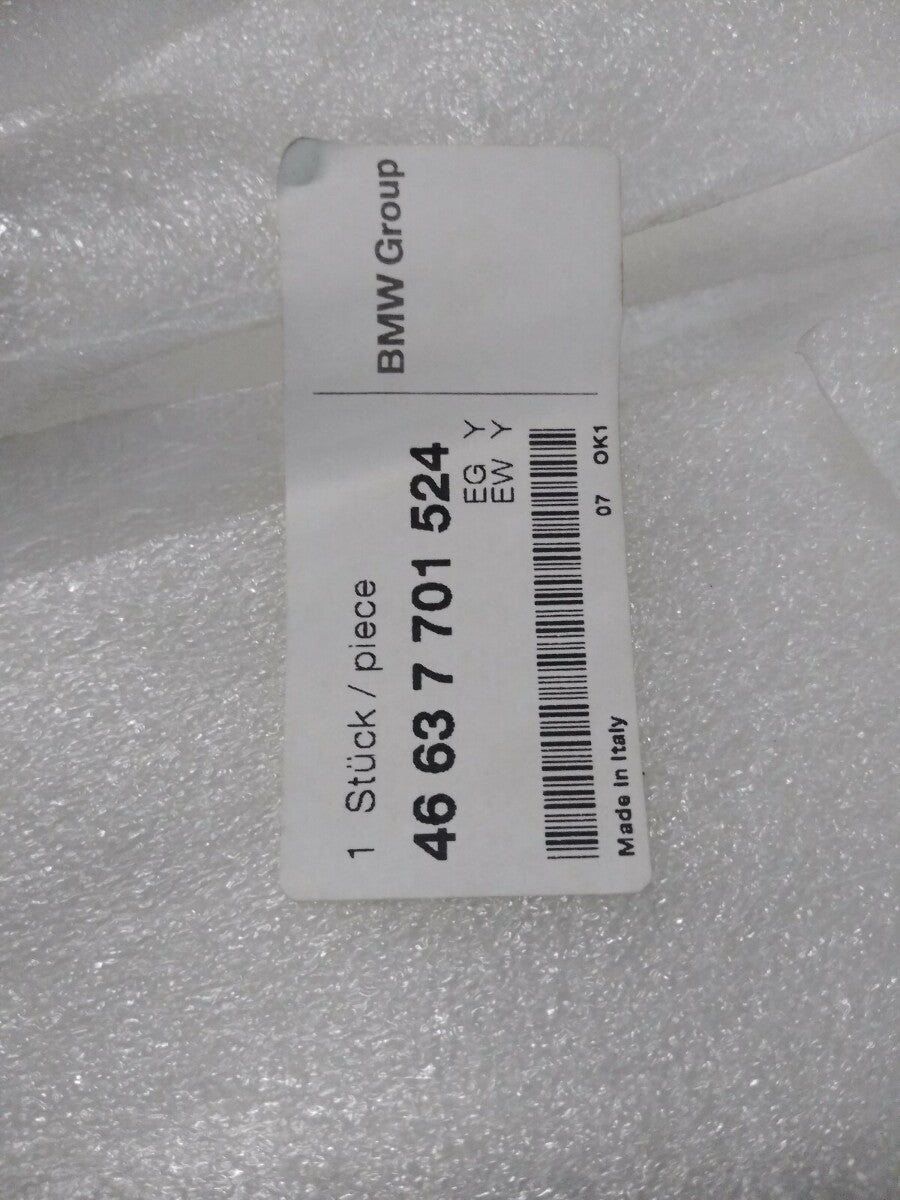 1 Stück / piece
BMW Group
46 63 7 701 524
EG Y
EW Y
07 OK1
Made in Italy